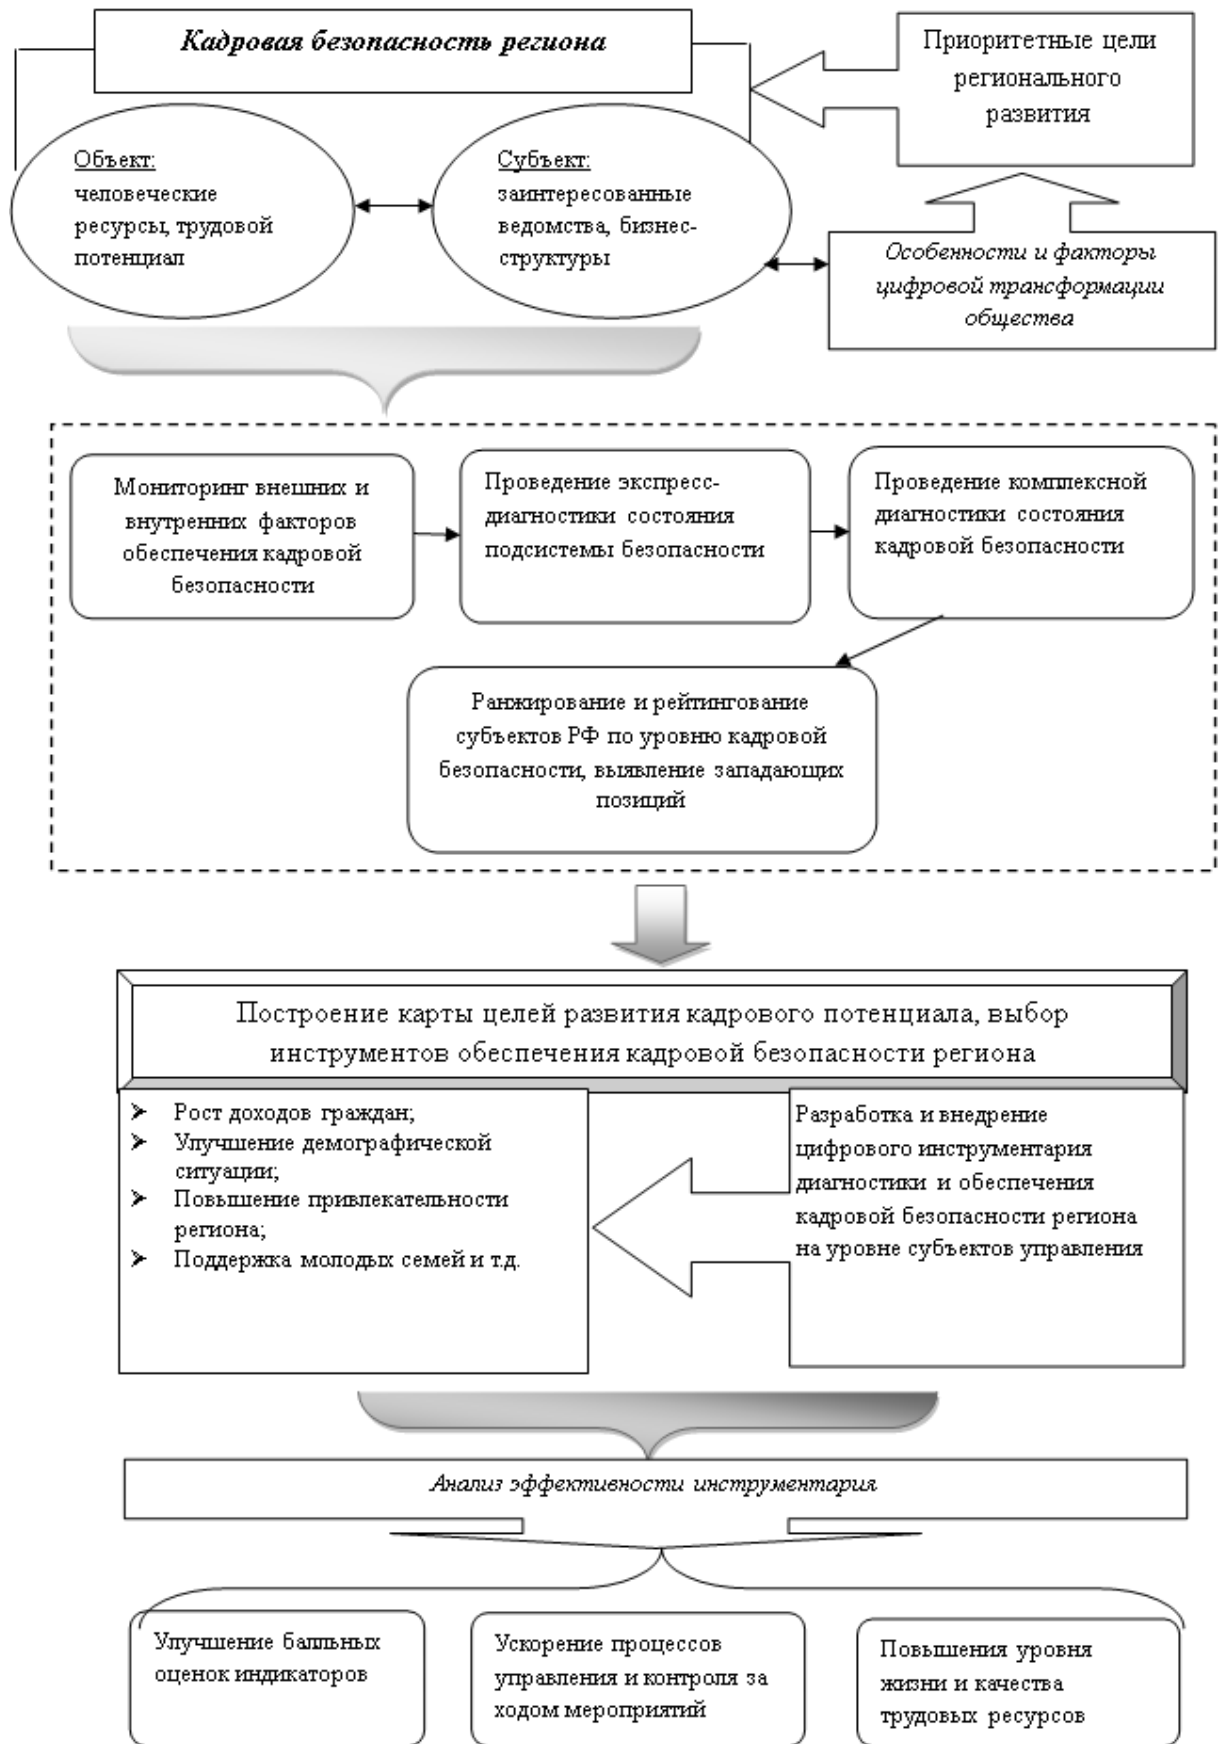 Кадровая безопасность региона
Приоритетные цели
регионального
развития
Объект:
человеческие
ресурсы, трудовой
потенциал
Субъект:
заинтересованные
ведомства, бизнес-
структуры
Особенности и факторы
цифровой трансформации
общества
Мониторинг внешних и
внутренних факторов
обеспечения кадровой
безопасности
Проведение экспресс-
диагностики состояния
подсистемы безопасности
Проведение комплексной
диагностики состояния
кадровой безопасности
Ранжирование и рейтингование
субъектов РФ по уровню кадровой
безопасности, выявление западающих
позиций
Построение карты целей развития кадрового потенциала, выбор
инструментов обеспечения кадровой безопасности региона
➢ Рост доходов граждан;
➢ Улучшение демографической
ситуации;
➢ Повышение привлекательности
региона;
➢ Поддержка молодых семей и т.д.
Разработка и внедрение
цифрового инструментария
диагностики и обеспечения
кадровой безопасности региона
на уровне субъектов управления
Анализ эффективности инструментария
Улучшение балльных
оценок индикаторов
Ускорение процессов
управления и контроля за
ходом мероприятий
Повышения уровня
жизни и качества
трудовых ресурсов